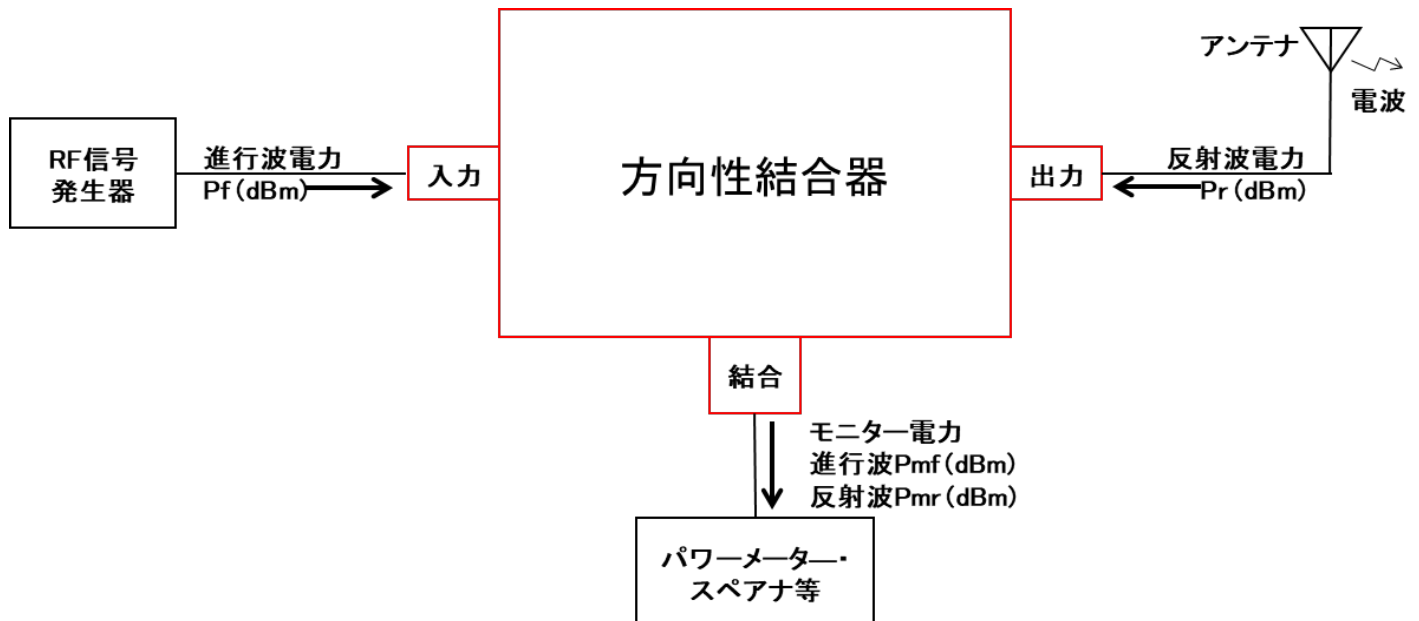 アンテナ
電波
RF信号
発生器
進行波電力
Pf(dBm)
入力
方向性結合器
出力
反射波電力
Pr(dBm)
結合
モニター電力
進行波Pmf(dBm)
反射波Pmr(dBm)
パワーメーター・
スペアナ等